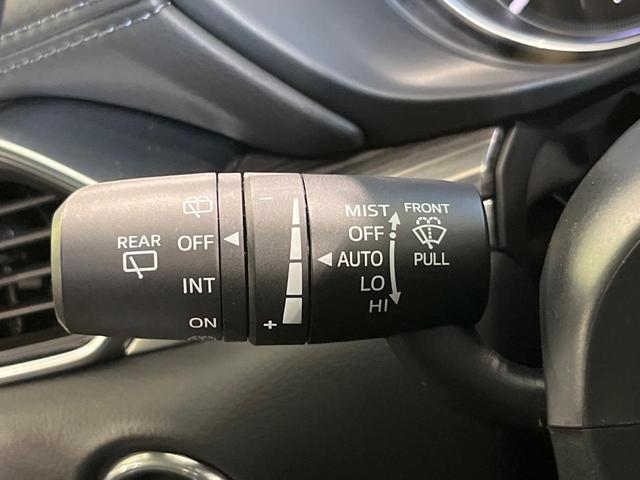 REAR
OFF
INT
ON
−
+
MIST
OFF
AUTO
LO
HI
FRONT
PULL